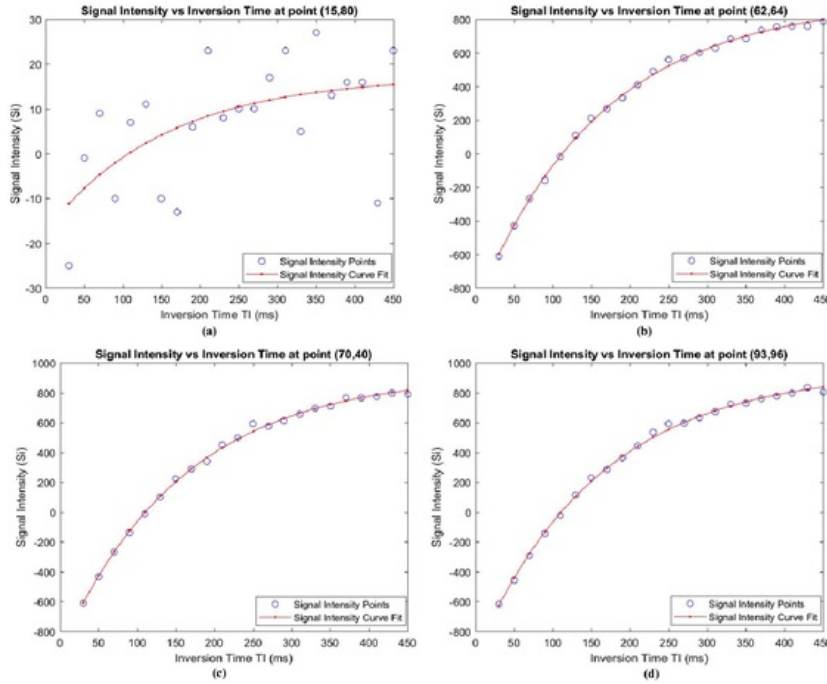 Signal Intensity vs Inversion Time at point (15,80)
30
20
10
0
-10
-20
-30
Signal Intensity (Si)
0 50 100 150 200 250 300 350 400 450
Inversion Time TI (ms)
Signal Intensity Points
Signal Intensity Curve Fit
(a)
Signal Intensity vs Inversion Time at point (62,64)
800
600
400
200
0
-200
-400
-600
-800
Signal Intensity (Si)
0 50 100 150 200 250 300 350 400 450
Inversion Time TI (ms)
Signal Intensity Points
Signal Intensity Curve Fit
(b)
Signal Intensity vs Inversion Time at point (70,40)
1000
800
600
400
200
0
-200
-400
-600
-800
Signal Intensity (Si)
0 50 100 150 200 250 300 350 400 450
Inversion Time TI (ms)
Signal Intensity Points
Signal Intensity Curve Fit
(c)
Signal Intensity vs Inversion Time at point (93,96)
1000
800
600
400
200
0
-200
-400
-600
-800
Signal Intensity (Si)
0 50 100 150 200 250 300 350 400 450
Inversion Time TI (ms)
Signal Intensity Points
Signal Intensity Curve Fit
(d)